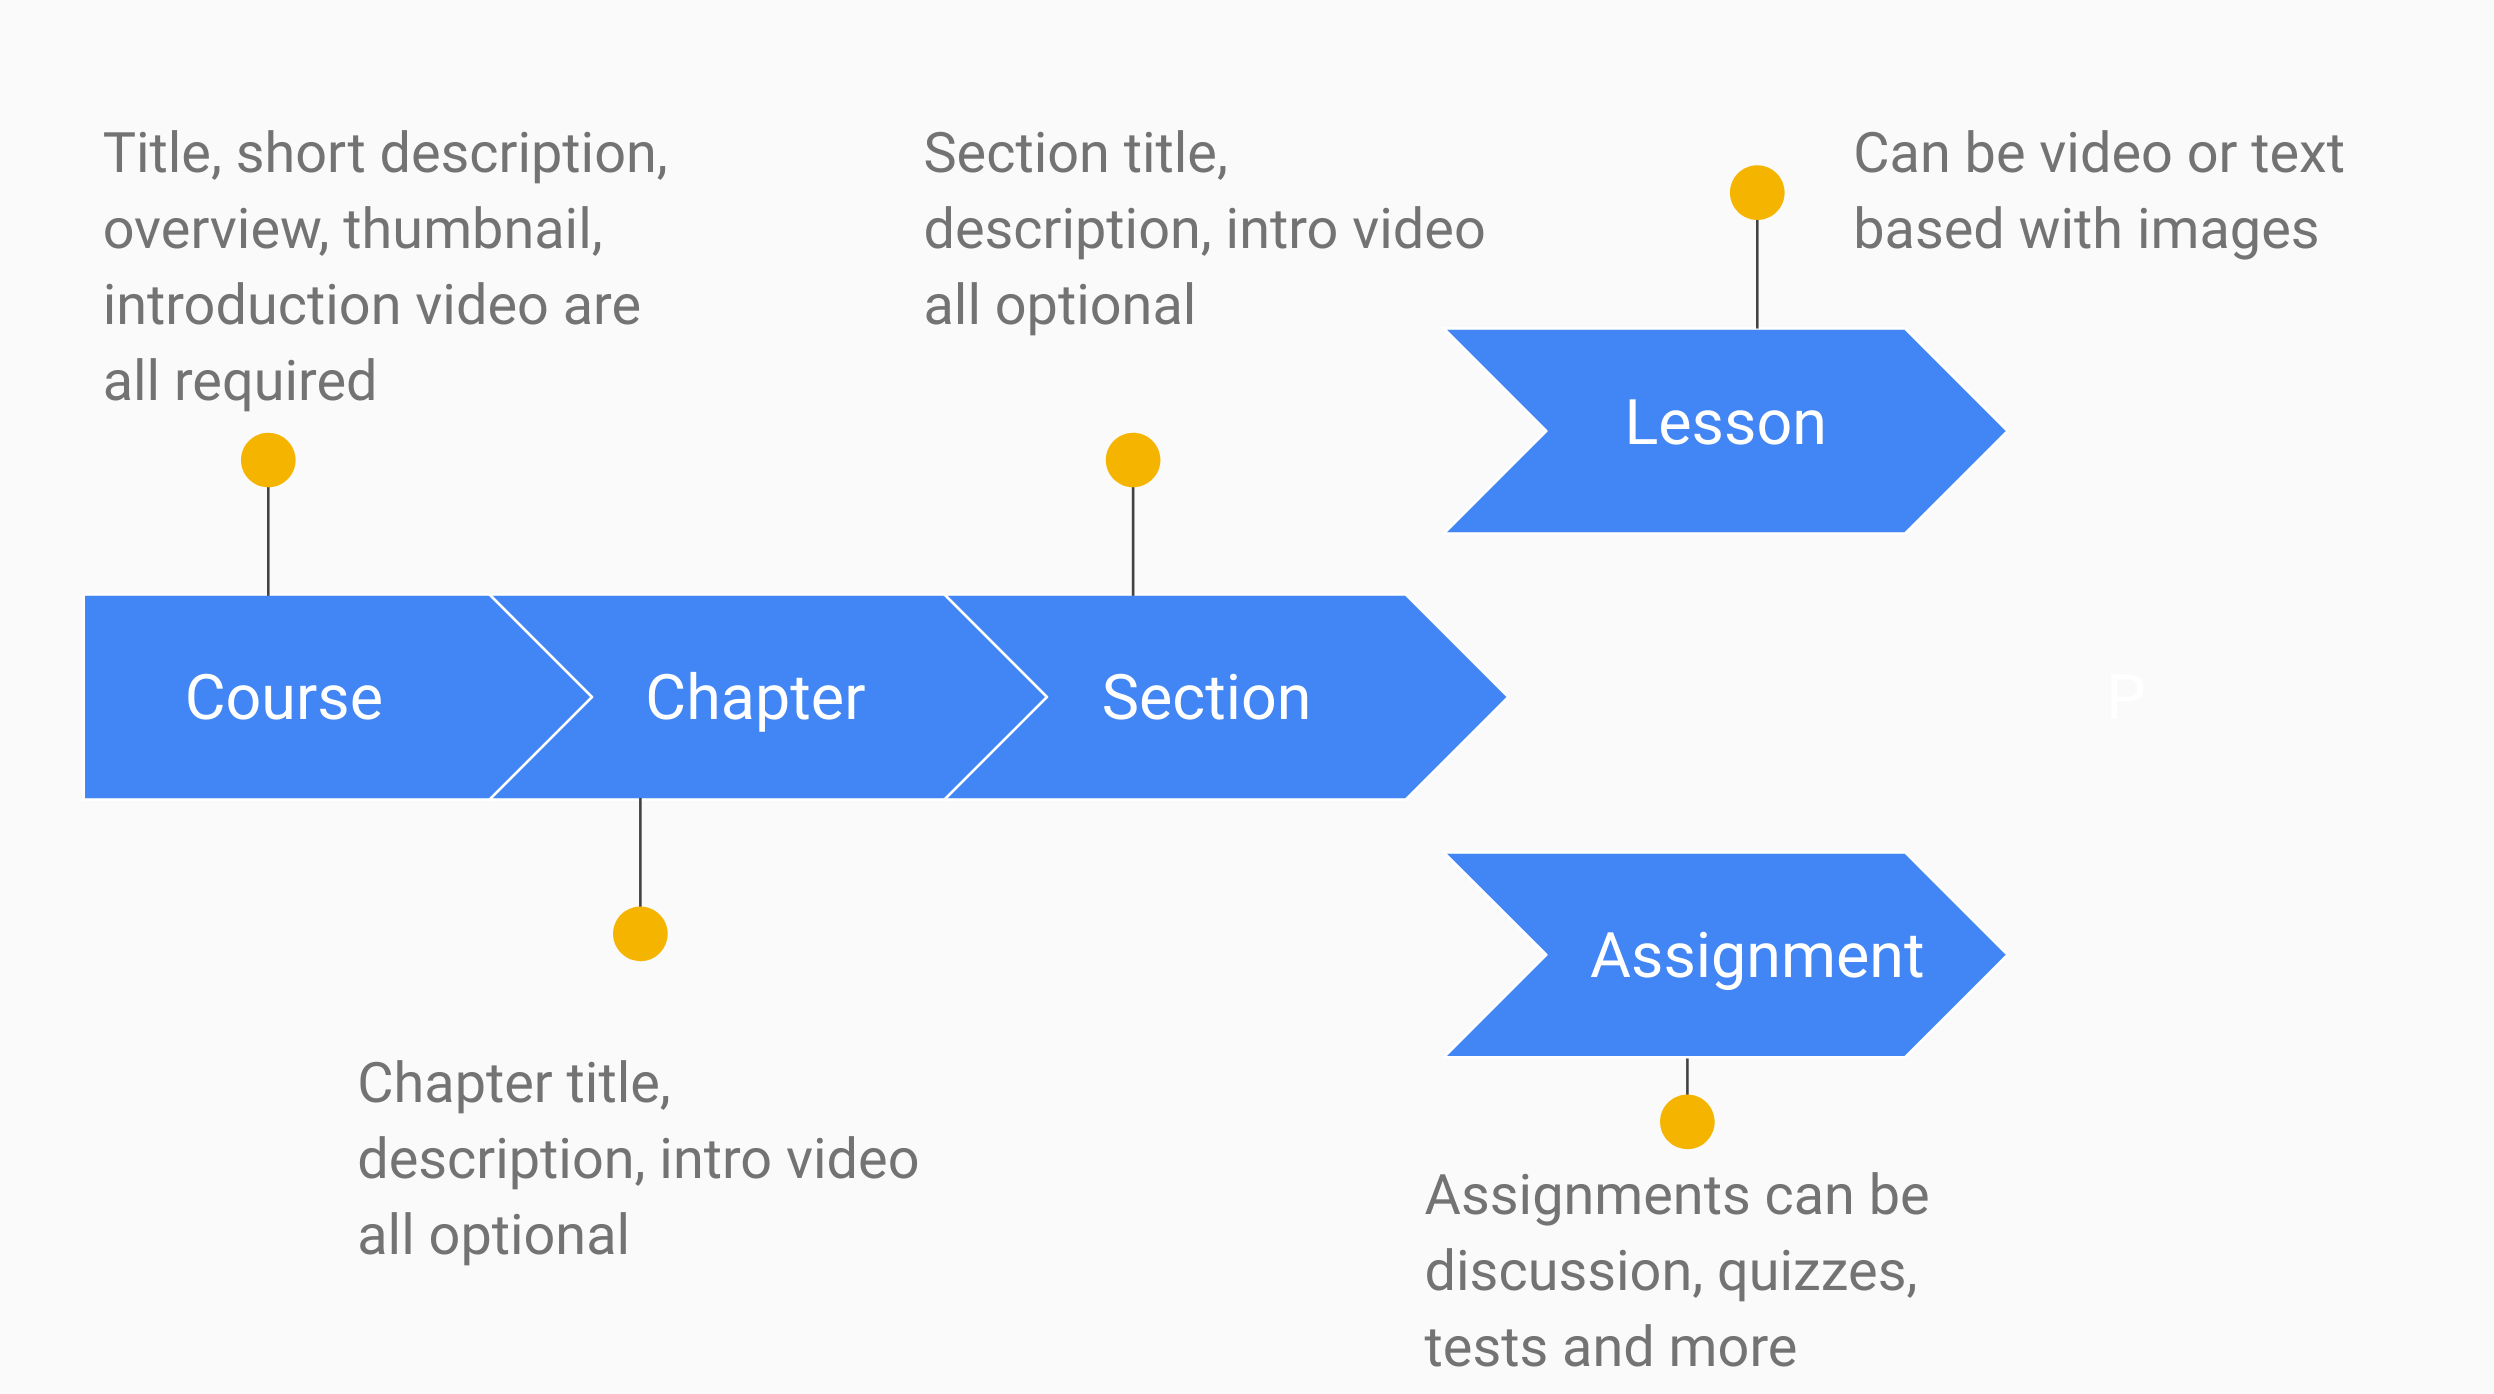 Title, short description,
overview, thumbnail,
introduction video are
all required
Section title,
description, intro video
all optional
Can be video or text
based with images
Lesson
Course
Chapter
Section
P
Assignment
Chapter title,
description, intro video
all optional
Assignments can be
discussion, quizzes,
tests and more